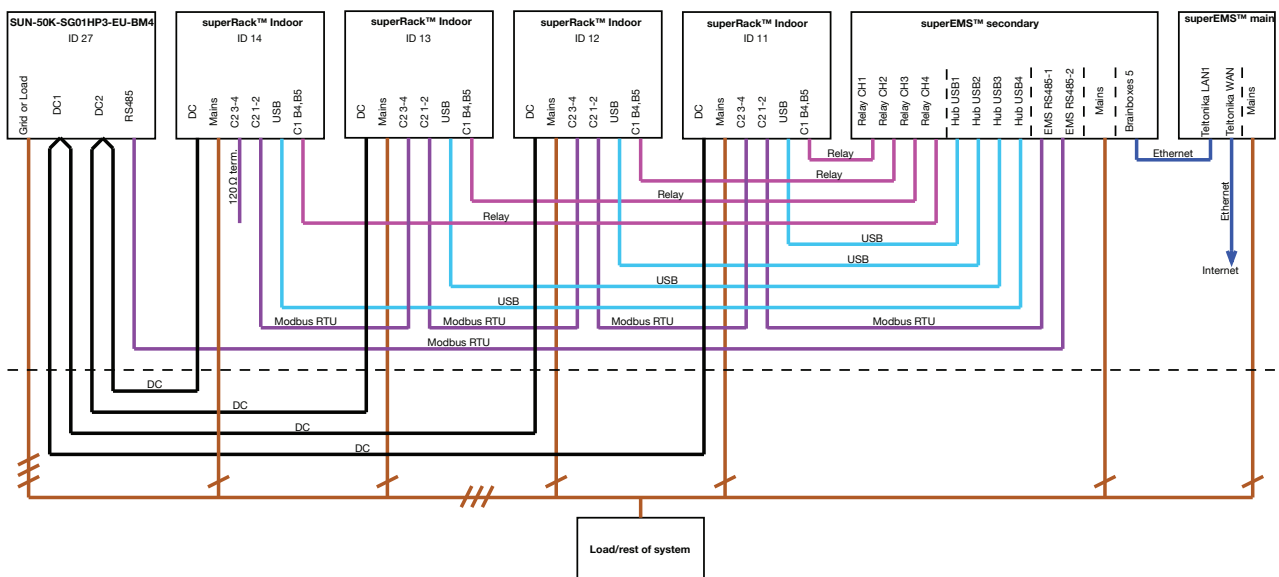 SUN-50K-SG01HP3-EU-BM4
ID 27
Grid or Load
DC1
DC2
RS485
superRack™ Indoor
ID 14
DC
Mains
C2 3-4
C2 1-2
USB
C1 B4,B5
superRack™ Indoor
ID 13
DC
Mains
C2 3-4
C2 1-2
USB
C1 B4,B5
superRack™ Indoor
ID 12
DC
Mains
C2 3-4
C2 1-2
USB
C1 B4,B5
superRack™ Indoor
ID 11
DC
Mains
C2 3-4
C2 1-2
USB
C1 B4,B5
superEMS™ secondary
Relay CH1
Relay CH2
Relay CH3
Relay CH4
Hub USB1
Hub USB2
Hub USB3
Hub USB4
EMS RS485-1
EMS RS485-2
Mains
Brainboxes 5
superEMS™ main
Teltonika LAN1
Teltonika WAN
Mains
120 Ω term.
Relay
Relay
Relay
Relay
Ethernet
Ethernet
Internet
USB
USB
USB
USB
Modbus RTU
Modbus RTU
Modbus RTU
Modbus RTU
Modbus RTU
DC
DC
DC
DC
Load/rest of system